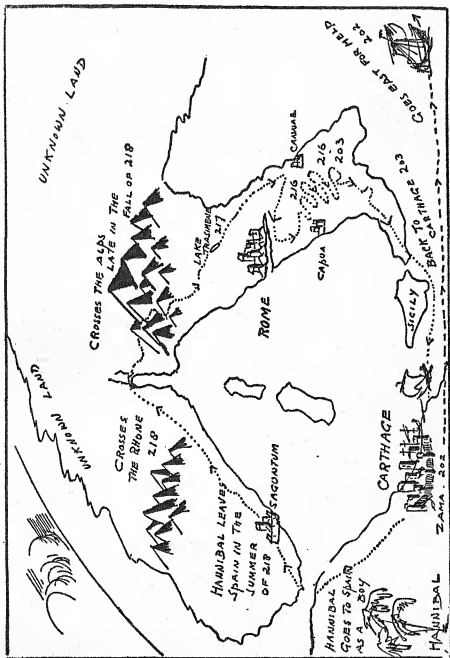 UNKNOWN LAND
UNKNOWN LAND
CROSSES THE ALPS
LATE IN THE
FALL OF 218
CROSSES
THE RHONE
218
HANNIBAL LEAVES
SPAIN IN THE
SUMMER
OF 218
SAGUNTUM
LAKE
TRASIMENE
217
ROME
CANNAE
216
216
203
CAPUA
SICILY
BACK TO
CARTHAGE 203
GOES EAST FOR HELP
202
CARTHAGE
ZAMA. 202
HANNIBAL
GOES TO SPAIN
AS A BOY
HANNIBAL